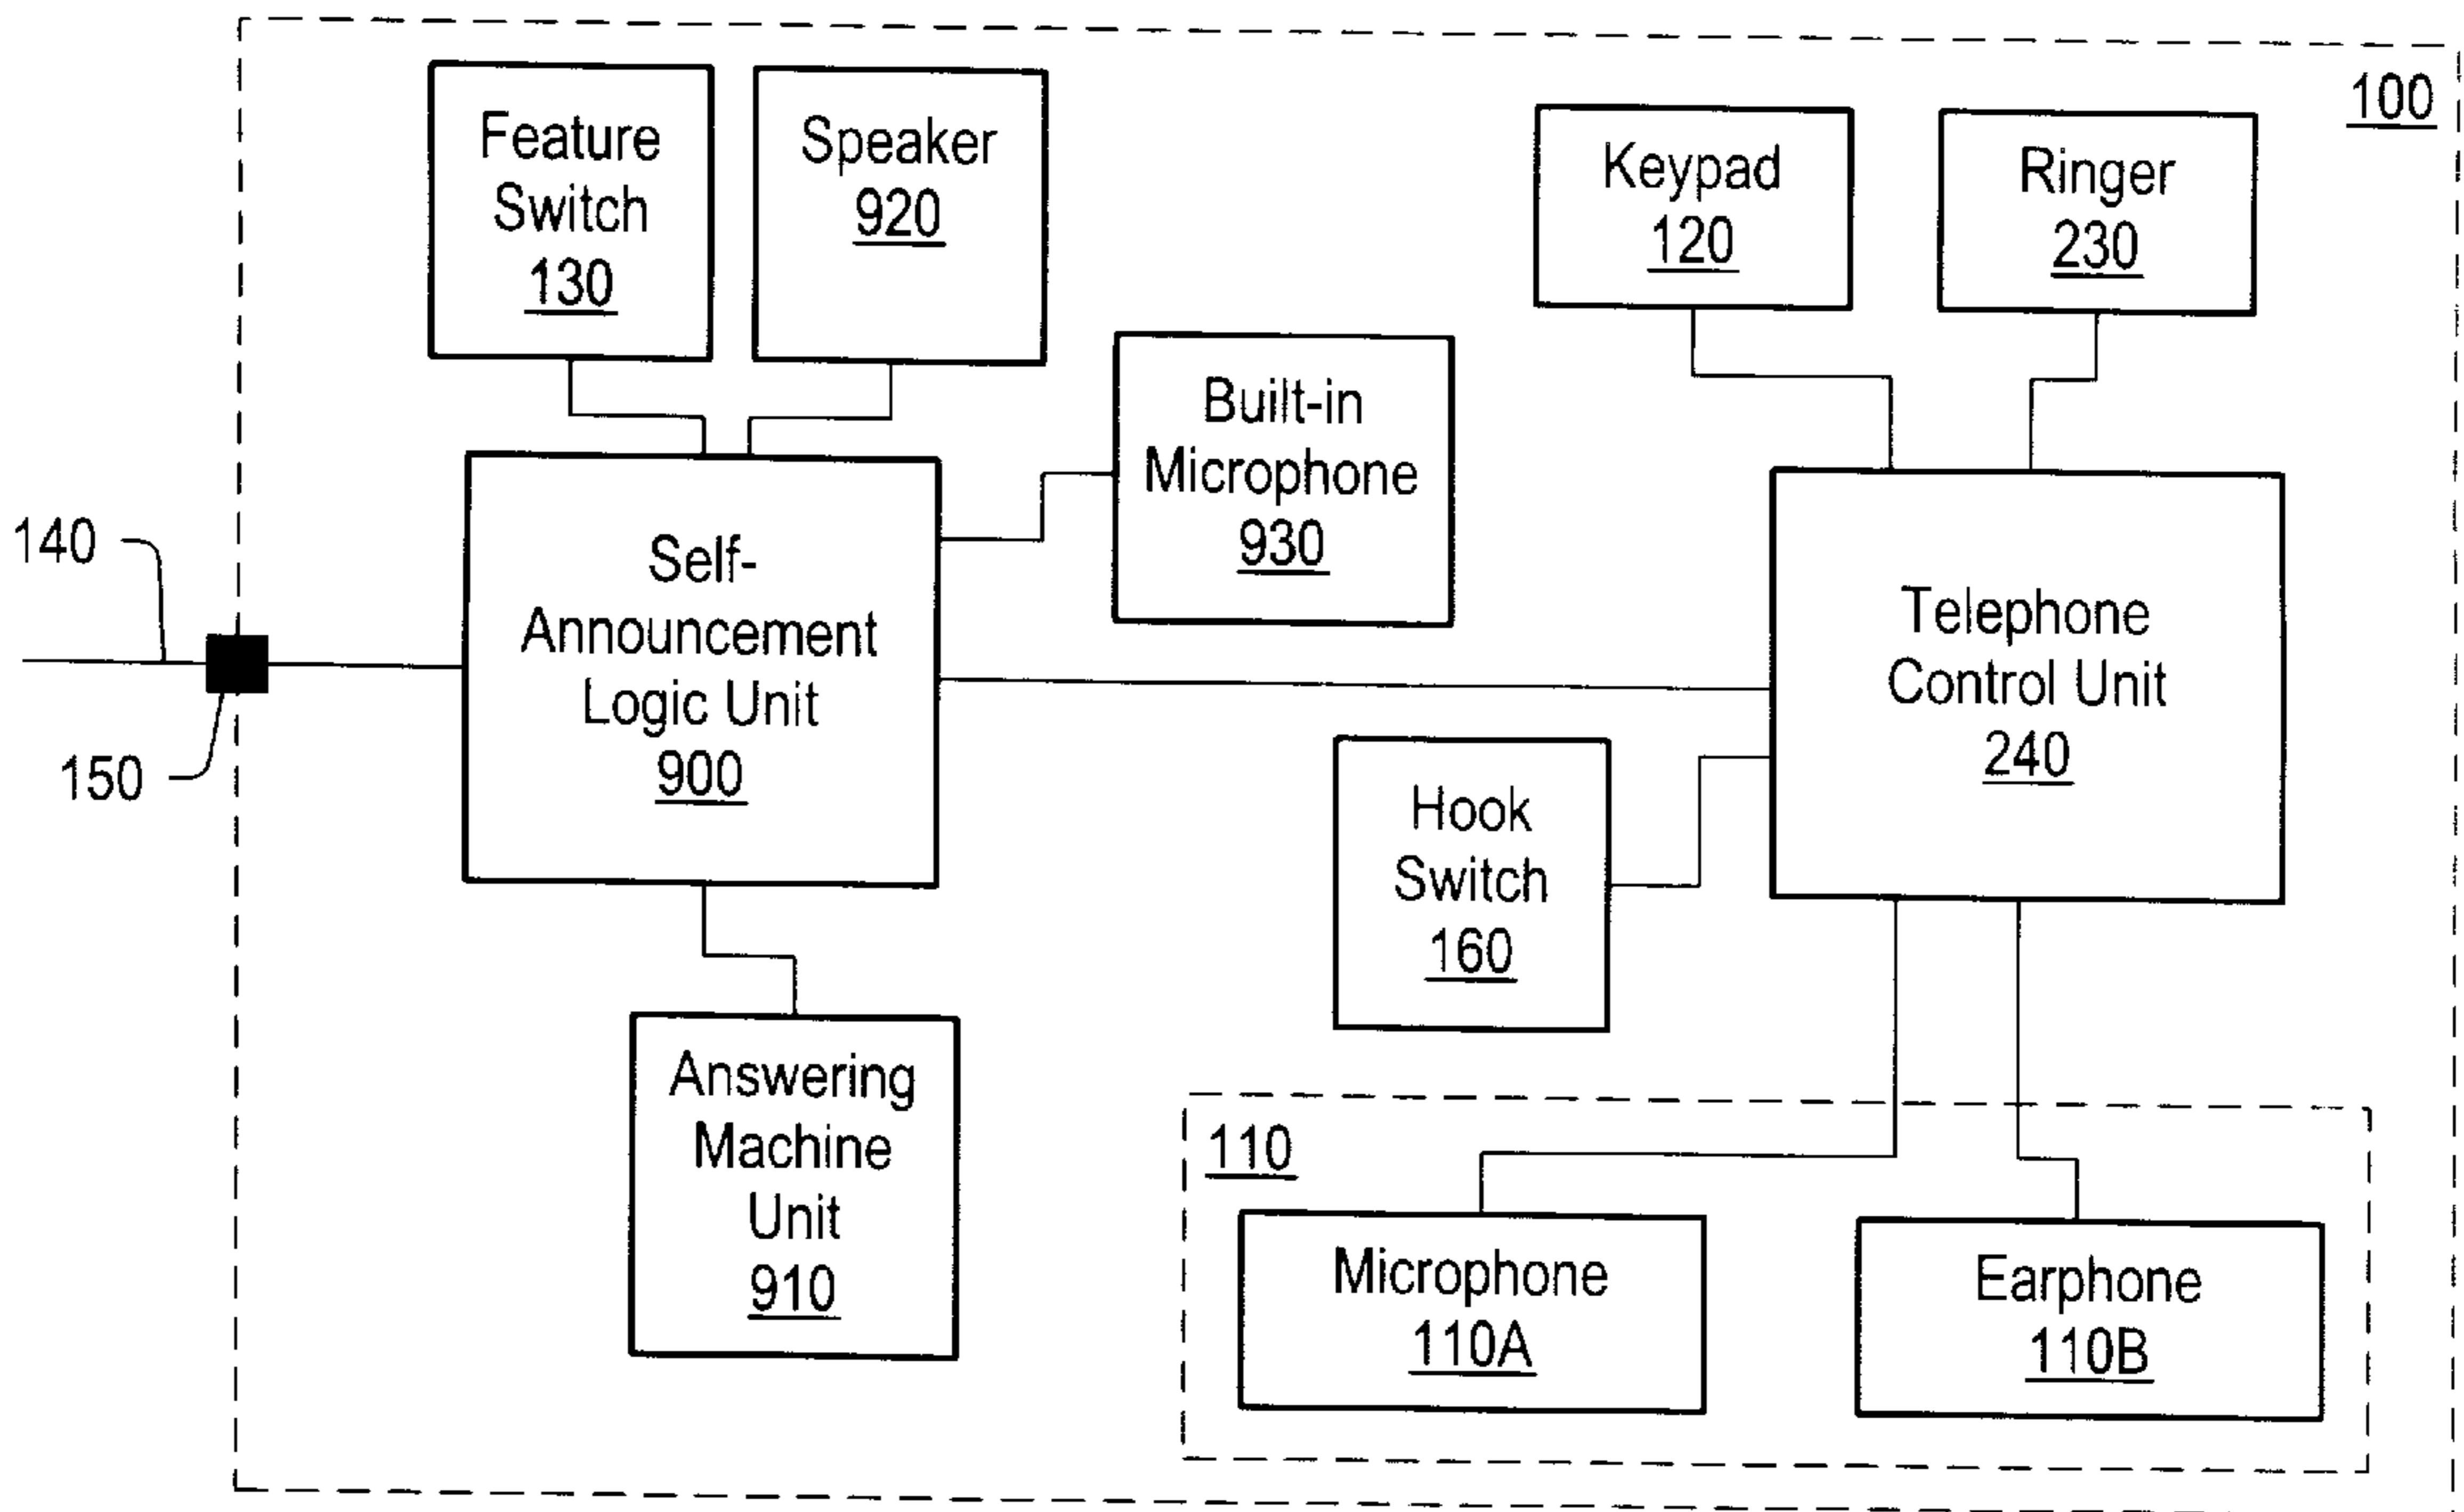 100
Feature
Switch
130
Speaker
920
Keypad
120
Ringer
230
Built-in
Microphone
930
140
150
Self-
Announcement
Logic Unit
900
Telephone
Control Unit
240
Hook
Switch
160
Answering
Machine
Unit
910
110
Microphone
110A
Earphone
110B